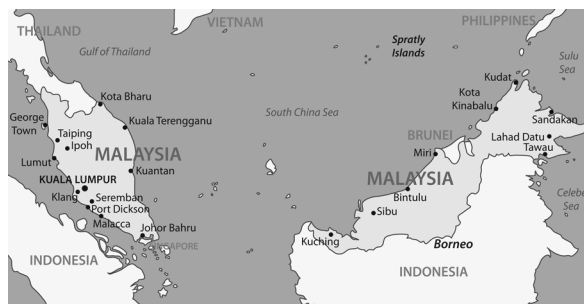 THAILAND
VIETNAM
PHILIPPINES
Gulf of Thailand
Spratly
Islands
Sulu
Sea
Kota Bharu
Kudat
Kota
Kinabalu
South China Sea
George
Town
Kuala Terengganu
Sandakan
Taiping
Ipoh
BRUNEI
Lahad Datu
Tawau
Lumut
MALAYSIA
Miri
Kuantan
KUALA LUMPUR
MALAYSIA
Klang
Seremban
Bintulu
Celebe
Sea
Port Dickson
Sibu
Malacca
Johor Bahru
INGAPORE
Kuching
Borneo
INDONESIA
INDONESIA